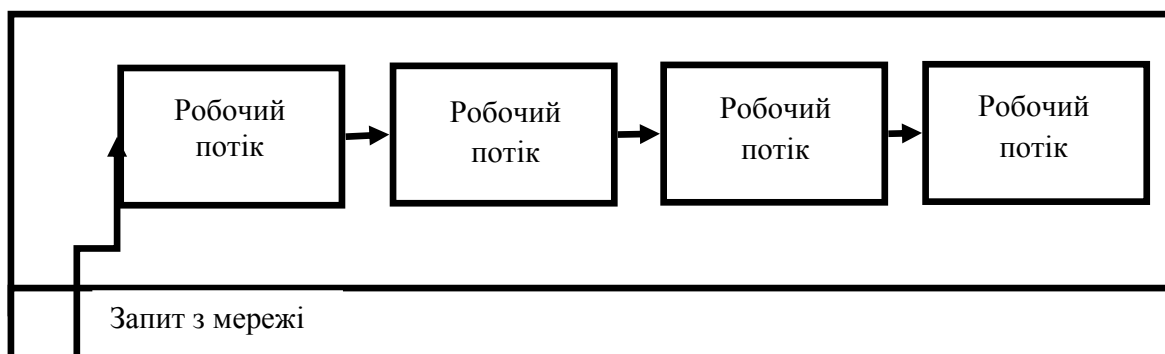 Робочий
потік
Робочий
потік
Робочий
потік
Робочий
потік
Запит з мережі